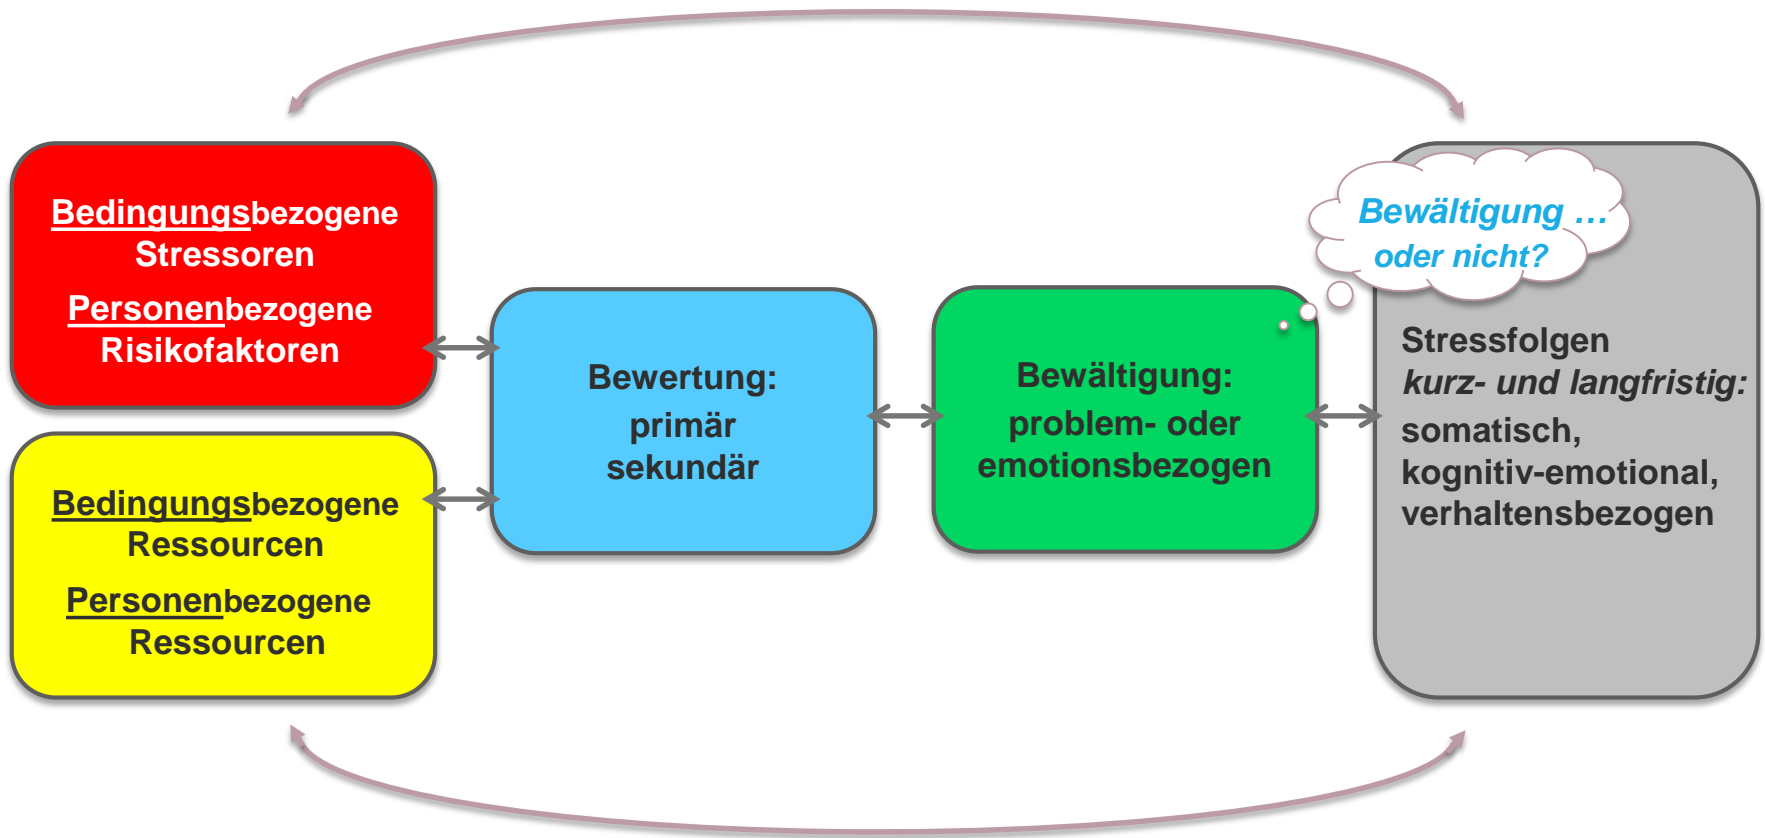 Bedingungsbezogene
Stressoren
Personenbezogene
Risikofaktoren
Bedingungsbezogene
Ressourcen
Personenbezogene
Ressourcen
Bewertung:
primär
sekundär
Bewältigung:
problem- oder
emotionsbezogen
Bewältigung …
oder nicht?
Stressfolgen
kurz- und langfristig:
somatisch,
kognitiv-emotional,
verhaltensbezogen